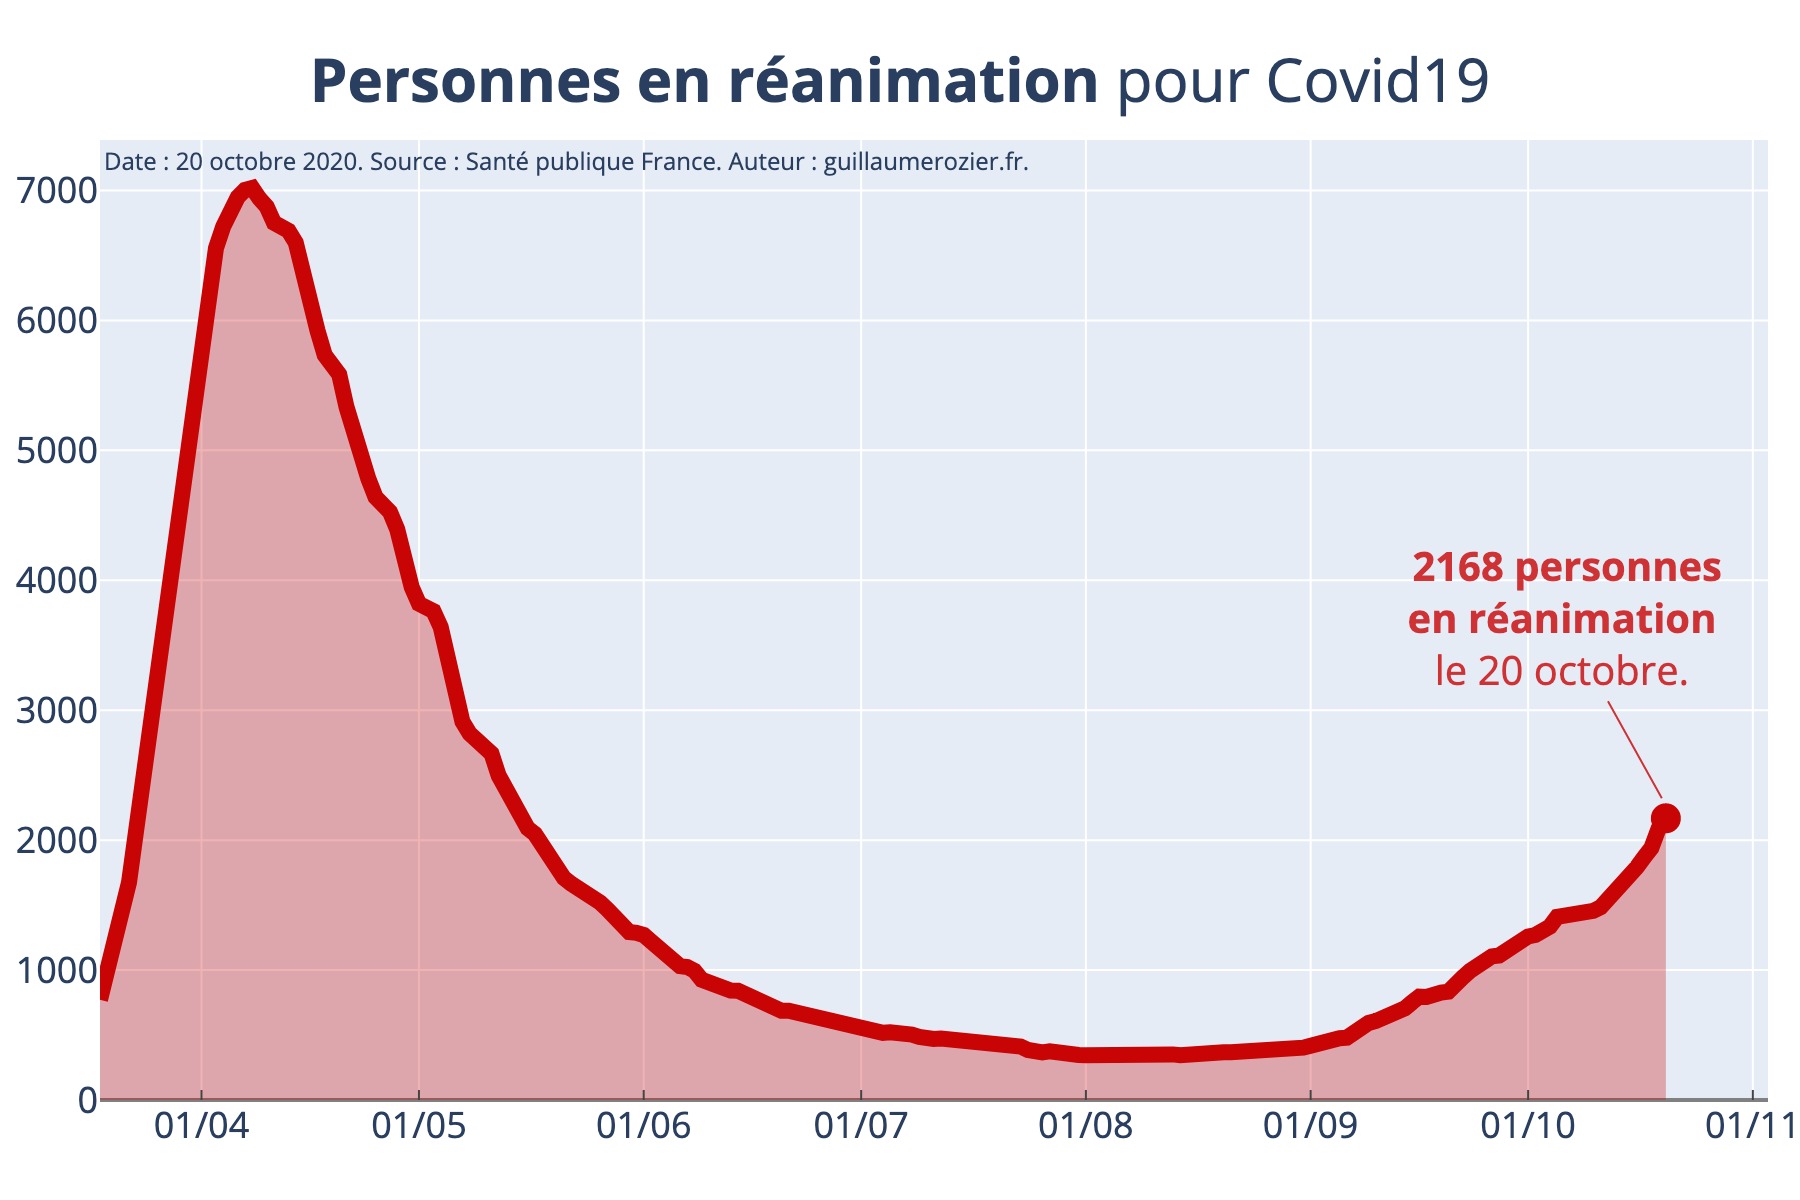 Personnes en réanimation pour Covid19
Date : 20 octobre 2020. Source : Santé publique France. Auteur : guillaumerozier.fr.
7000
6000
5000
4000
3000
2000
1000
0
2168 personnes
en réanimation
le 20 octobre.
01/04 01/05 01/06 01/07 01/08 01/09 01/10 01/11